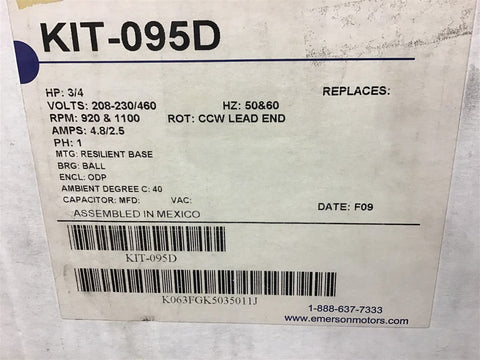 KIT-095D
HP: 3/4 REPLACES:
VOLTS: 208-230/460 HZ: 50&60
RPM: 920 & 1100 ROT: CCW LEAD END
AMPS: 4.8/2.5
PH: 1
MTG: RESILIENT BASE
BRG: BALL
ENCL: ODP
AMBIENT DEGREE C: 40
CAPACITOR: MFD: VAC:
ASSEMBLED IN MEXICO DATE: F09
KIT-095D
K063FGK5035011J
1-888-637-7333
www.emersonmotors.com